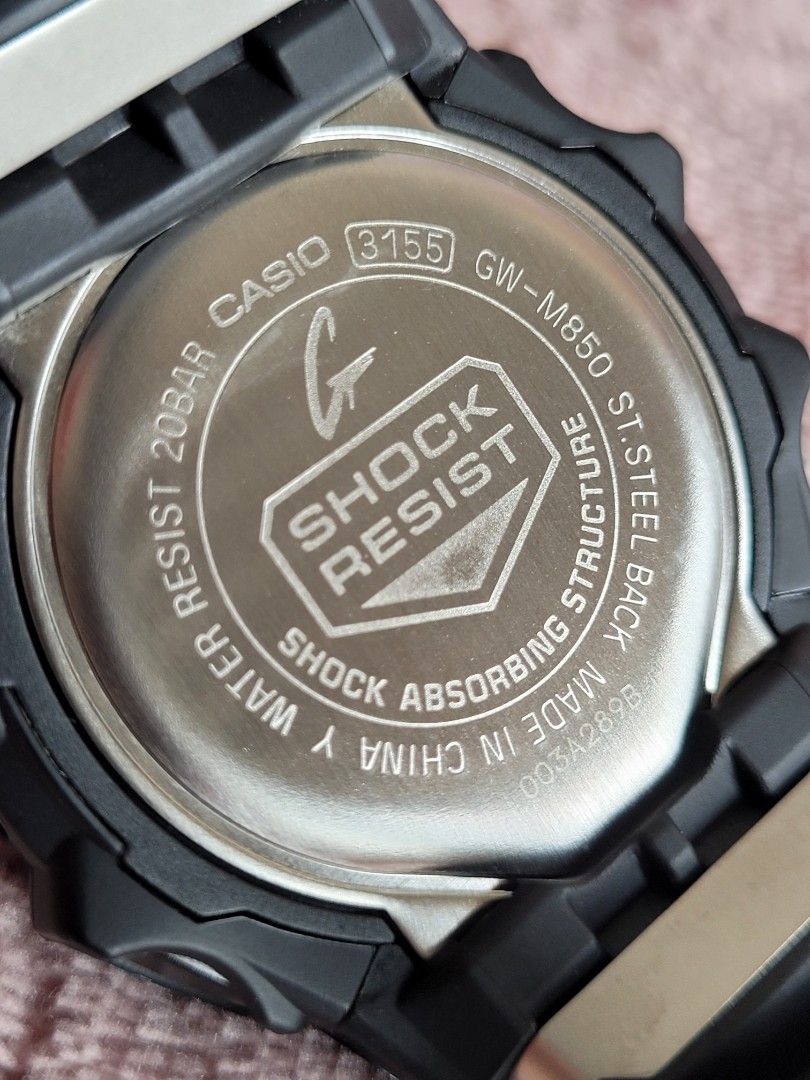 CASIO 3155 GW-M850 ST.STEEL BACK MADE IN CHINA Y WATER RESIST 20BAR
G
SHOCK
RESIST
SHOCK ABSORBING STRUCTURE
003A289B